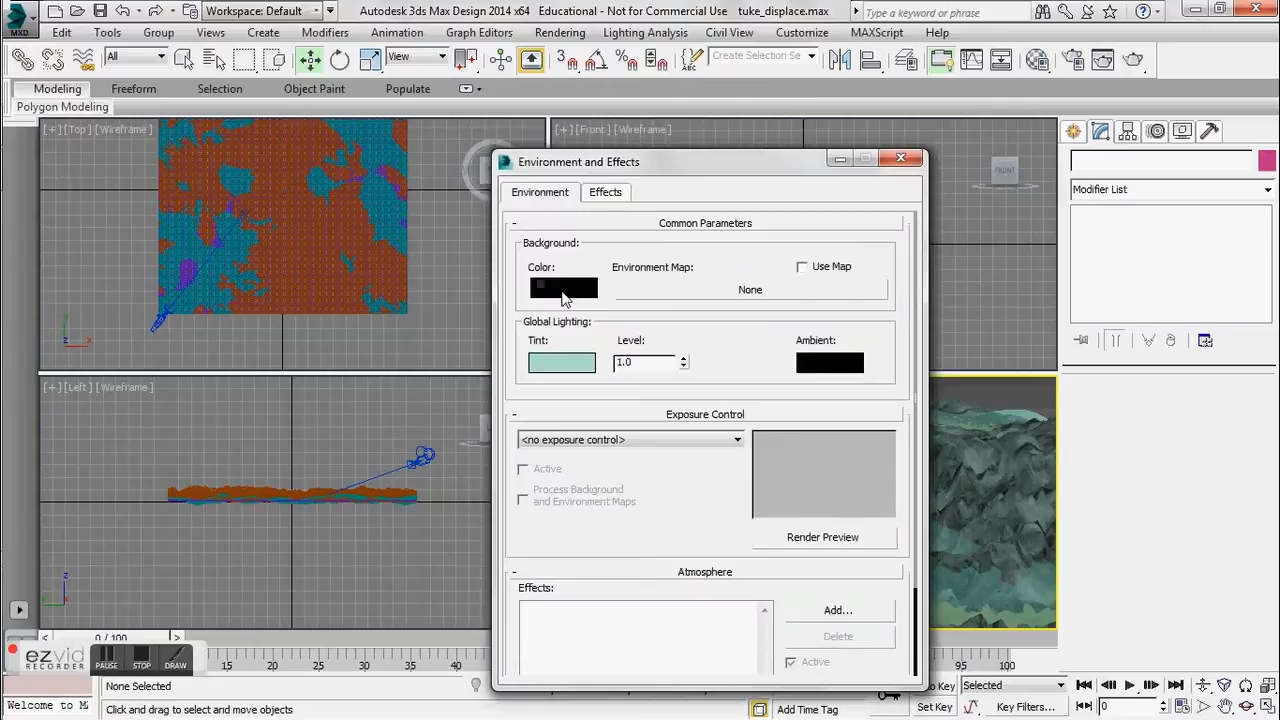 Workspace: Default
Autodesk 3ds Max Design 2014 x64
Educational - Not for Commercial Use
tuke_displace.max
Type a keyword or phrase
MXD
Edit
Tools
Group
Views
Create
Modifiers
Animation
Graph Editors
Rendering
Lighting Analysis
Civil View
Customize
MAXScript
Help
All
View
Create Selection Se
Modeling
Freeform
Selection
Object Paint
Populate
Polygon Modeling
[+][Top][Wireframe]
[+][Front][Wireframe]
FRONT
Modifier List
Environment and Effects
Environment
Effects
Common Parameters
Background:
Color:
Environment Map:
Use Map
None
Global Lighting:
Tint:
Level:
Ambient:
1.0
Exposure Control
<no exposure control>
Active
Process Background
and Environment Maps
Render Preview
Atmosphere
Effects:
Add...
Delete
Active
[+][Left][Wireframe]
y
z
x
z
y
0 / 100
ezvid
RECORDER
PAUSE
STOP
DRAW
15
20
25
30
35
40
95
100
None Selected
Welcome to M
Click and drag to select and move objects
Add Time Tag
o Key
Selected
Set Key
Key Filters...
0